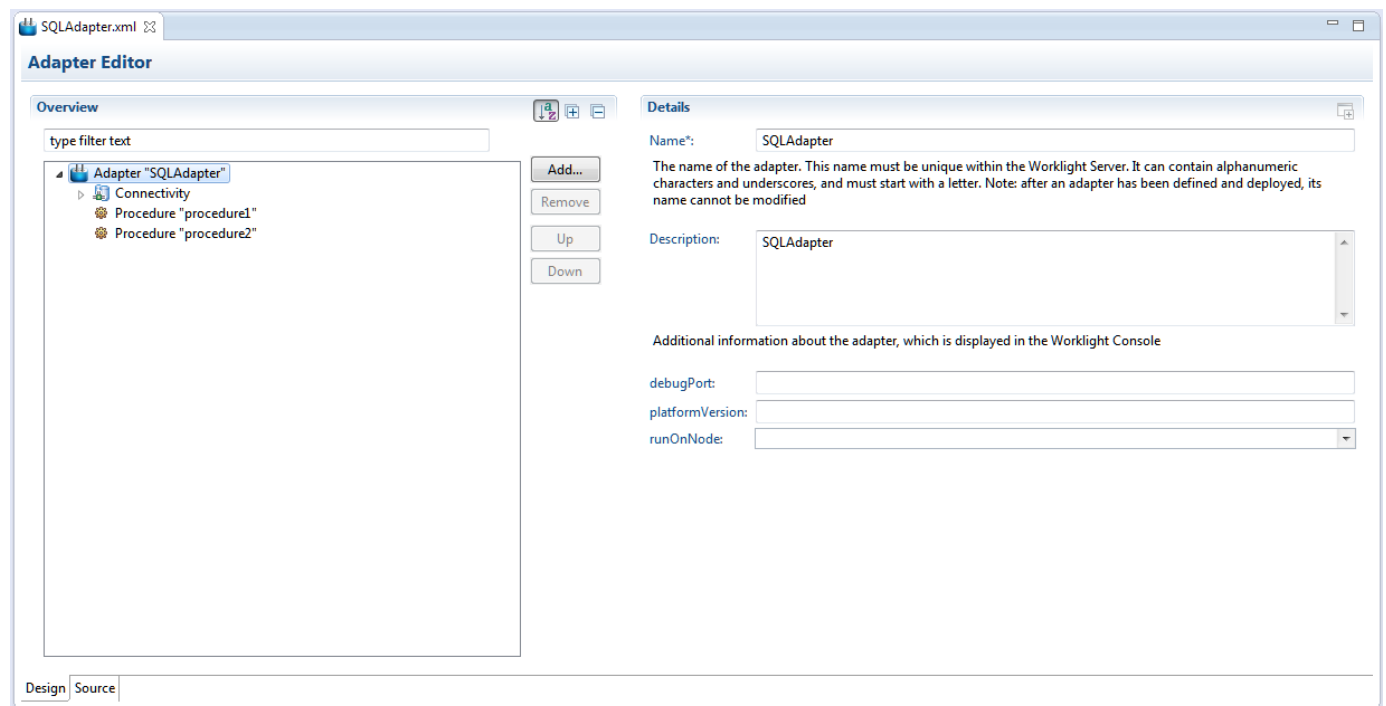 SQLAdapter.xml
Adapter Editor
Overview
type filter text
Adapter "SQLAdapter"
Connectivity
Procedure "procedure1"
Procedure "procedure2"
Add...
Remove
Up
Down
Details
Name*: SQLAdapter
The name of the adapter. This name must be unique within the Worklight Server. It can contain alphanumeric
characters and underscores, and must start with a letter. Note: after an adapter has been defined and deployed, its
name cannot be modified
Description: SQLAdapter
Additional information about the adapter, which is displayed in the Worklight Console
debugPort:
platformVersion:
runOnNode:
Design Source